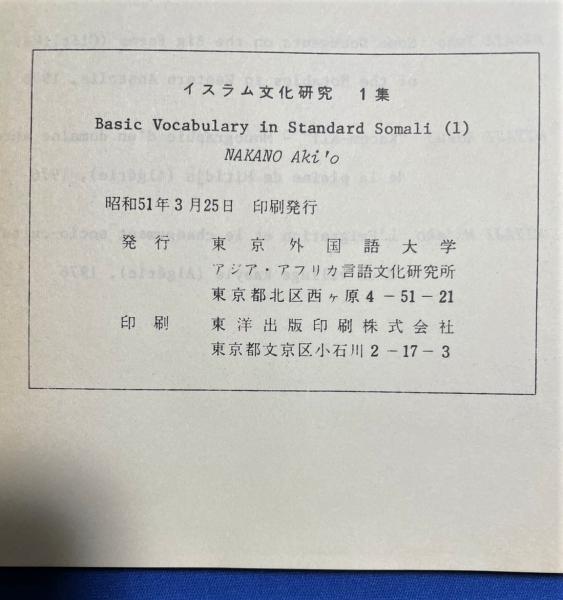 イスラム文化研究 1集
Basic Vocabulary in Standard Somali (1)
NAKANO Aki'o
昭和51年3月25日 印刷発行
発行 東京外国語大学
アジア・アフリカ言語文化研究所
東京都北区西ヶ原4-51-21
印刷 東洋出版印刷株式会社
東京都文京区小石川2-17-3